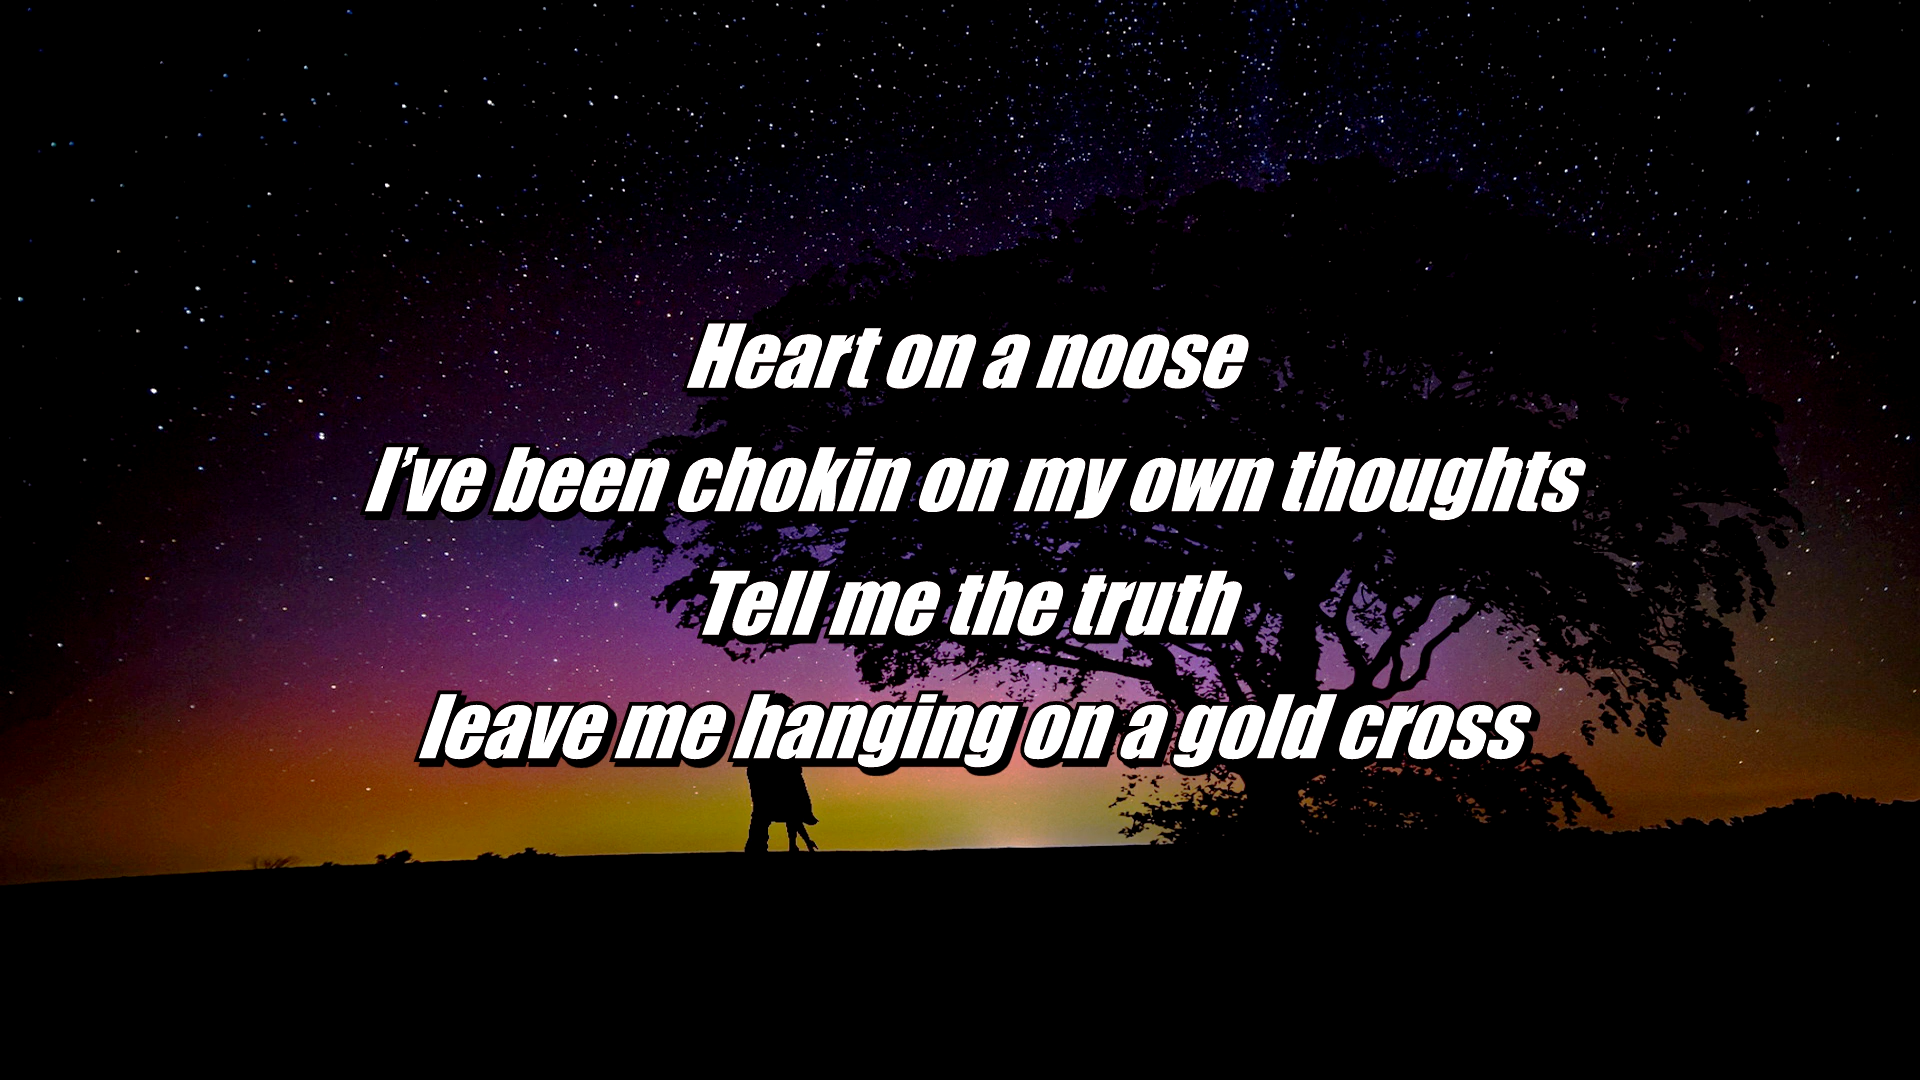 Heart on a noose
I've been chokin on my own thoughts
Tell me the truth
leave me hanging on a gold cross